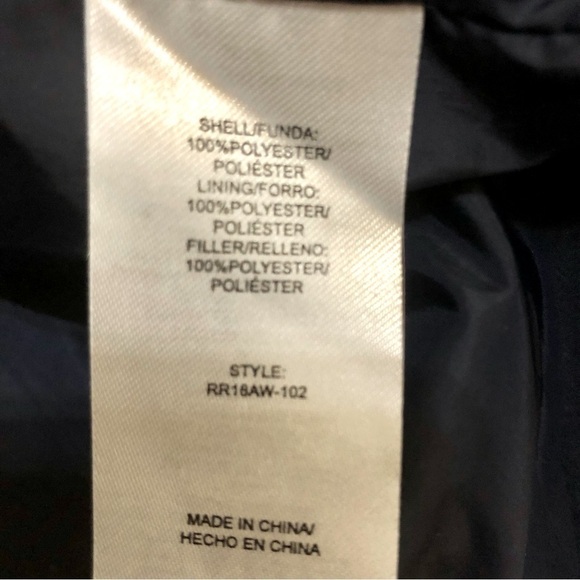 SHELL/FUNDA:
100%POLYESTER/
POLIÉSTER
LINING/FORRO:
100%POLYESTER/
POLIÉSTER
FILLER/RELLENO:
100%POLYESTER/
POLIÉSTER
STYLE:
RR18AW-102
MADE IN CHINA/
HECHO EN CHINA